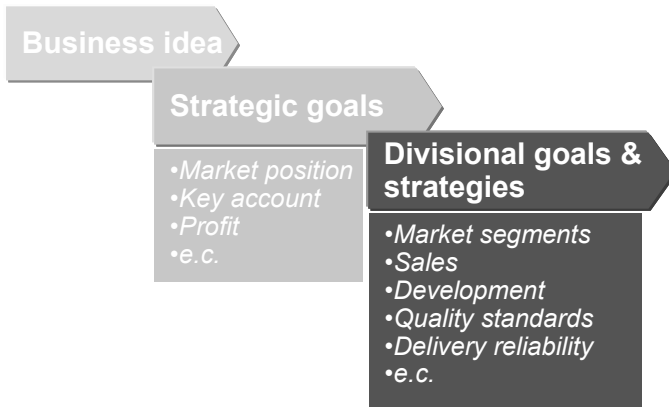 Business idea
Strategic goals
•Market position
•Key account
•Profit
•e.c.
Divisional goals &
strategies
•Market segments
•Sales
•Development
•Quality standards
•Delivery reliability
•e.c.